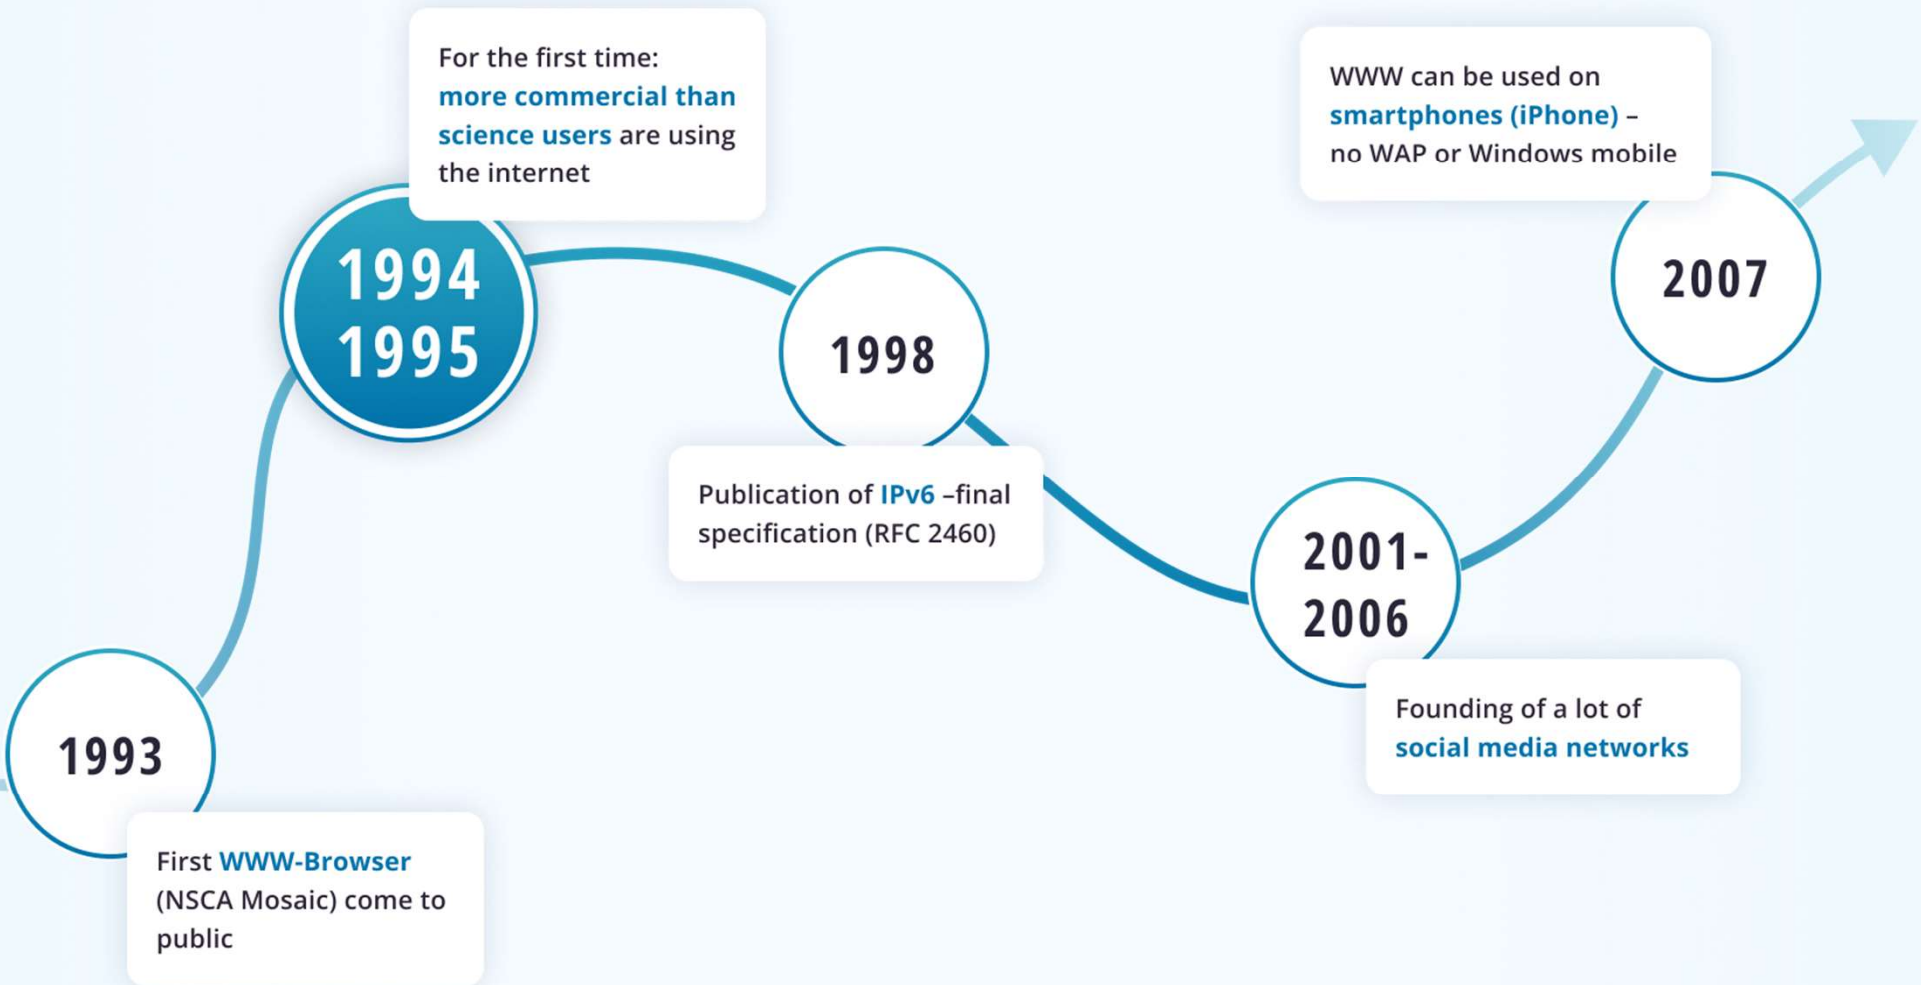 1993
First WWW-Browser
(NSCA Mosaic) come to
public
For the first time:
more commercial than
science users are using
the internet
1994
1995
1998
Publication of IPv6 –final
specification (RFC 2460)
2001-
2006
Founding of a lot of
social media networks
WWW can be used on
smartphones (iPhone) –
no WAP or Windows mobile
2007